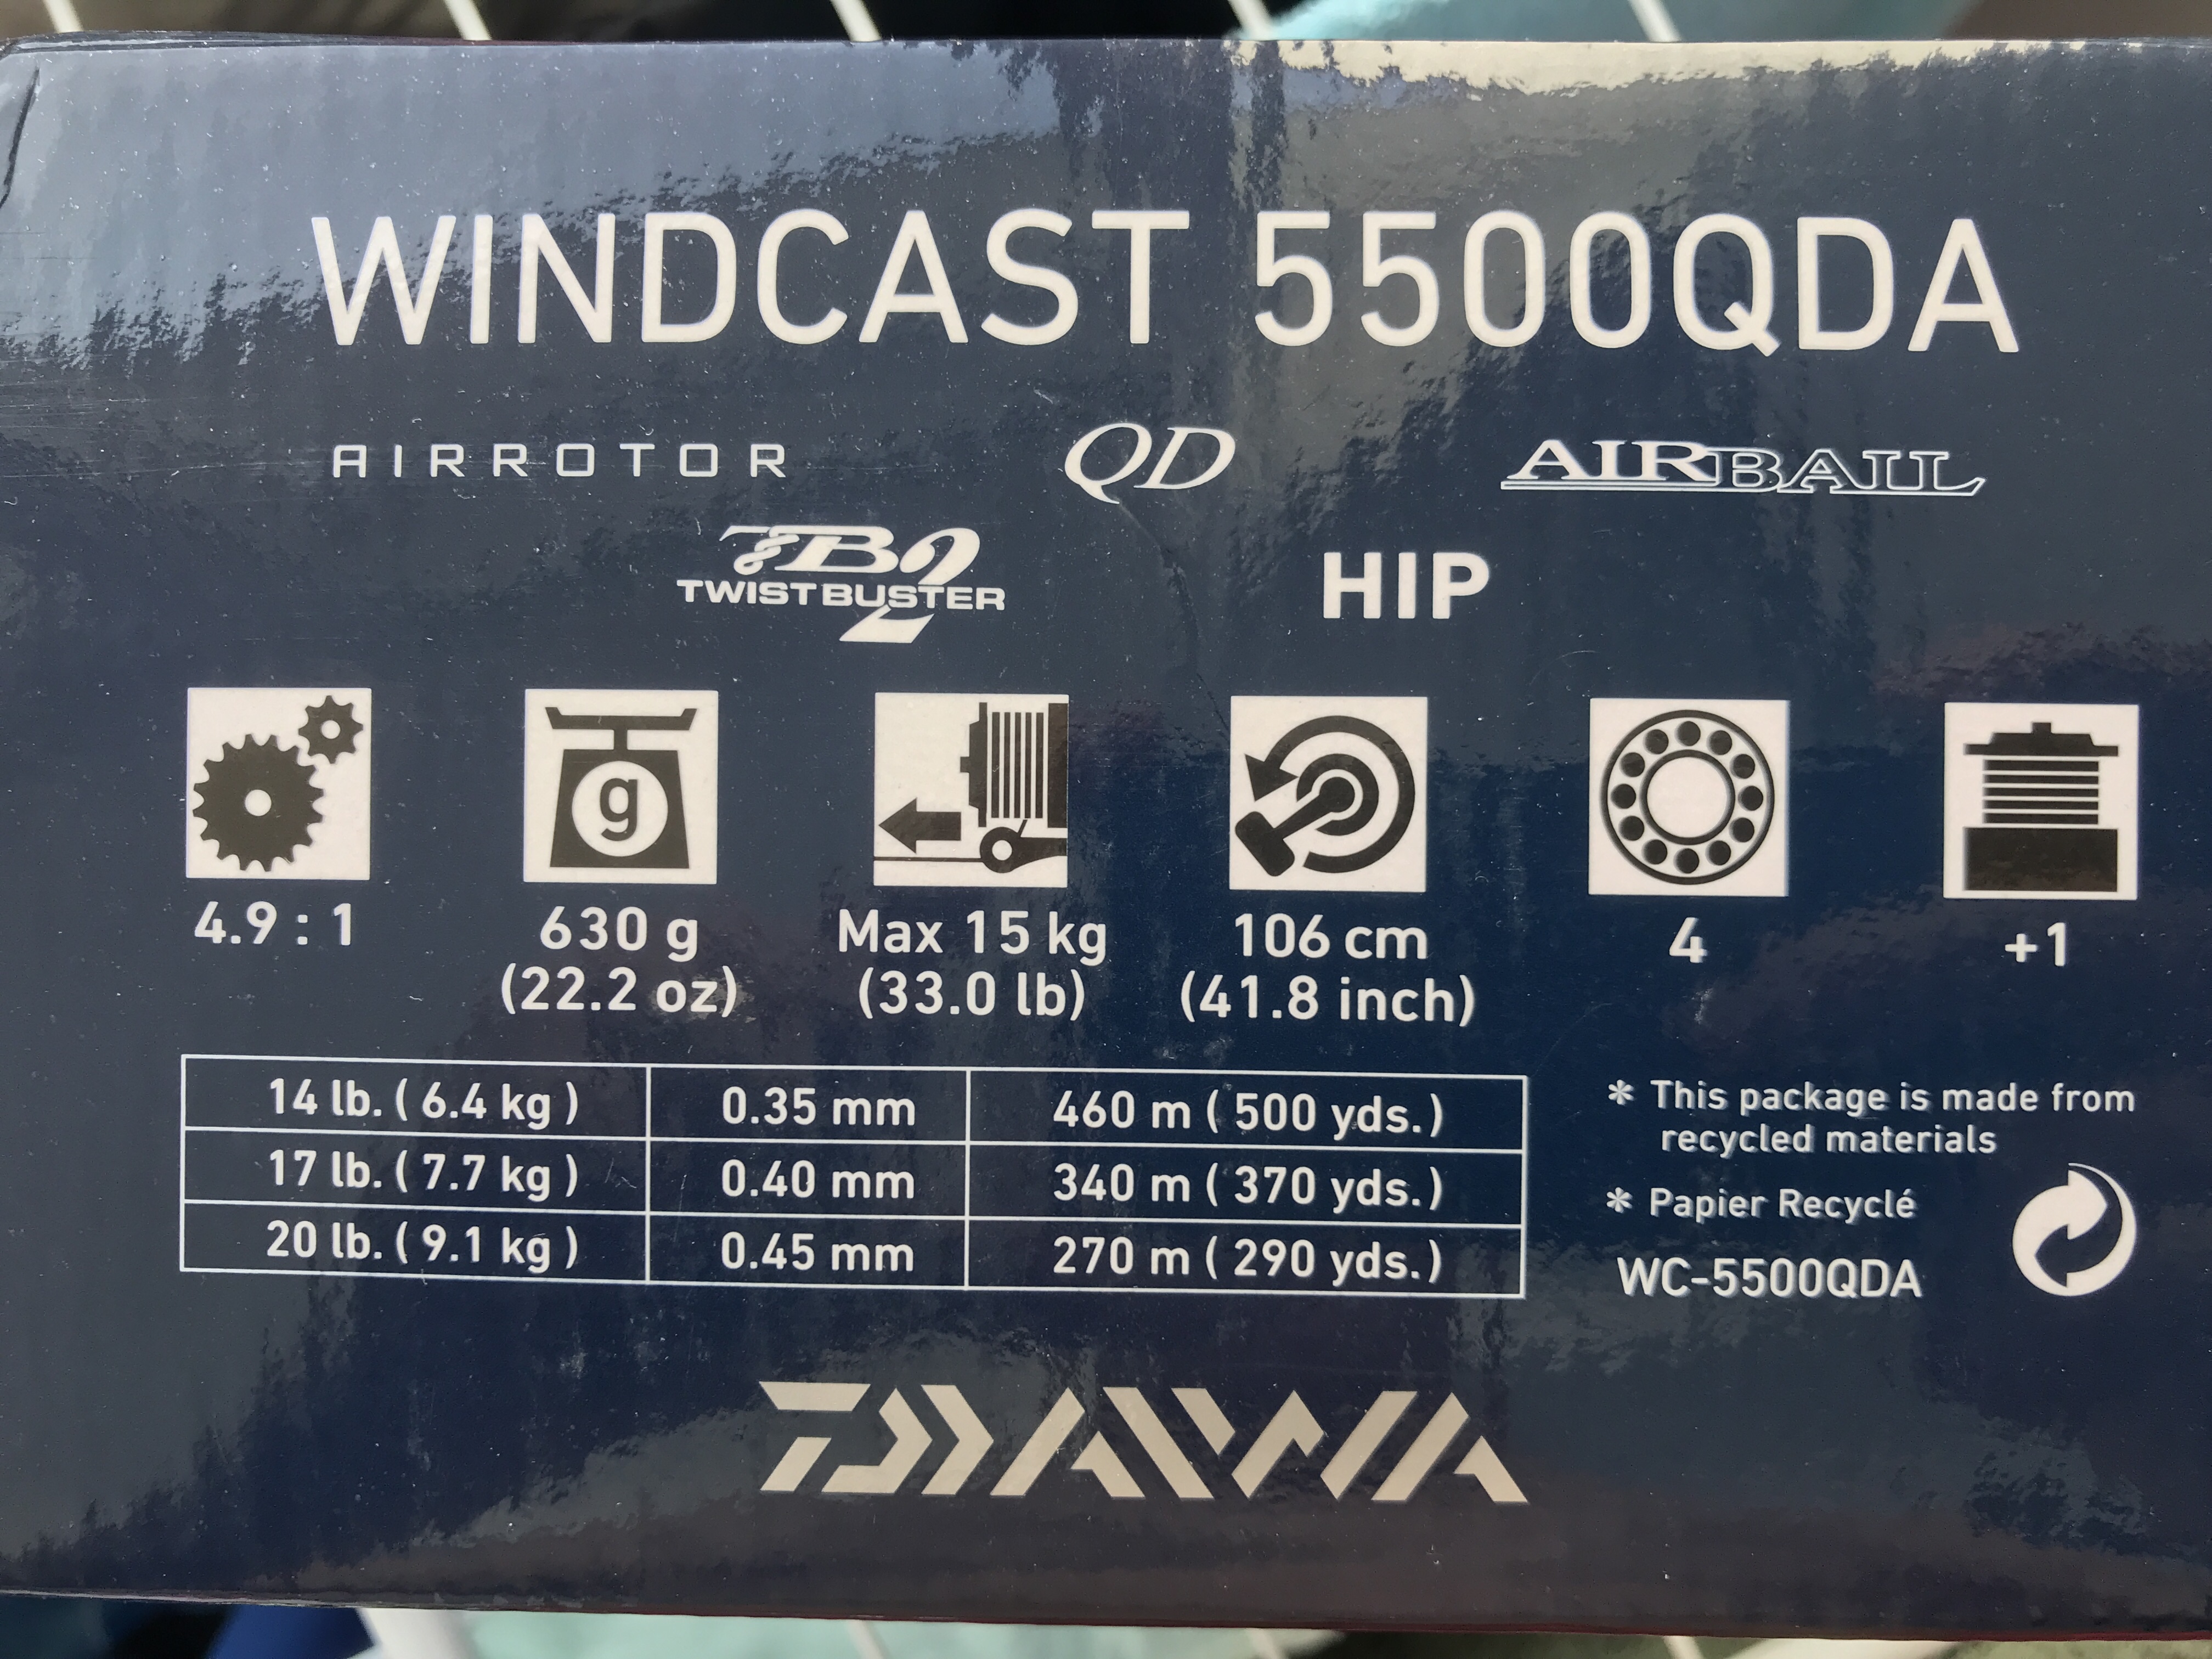 WINDCAST 5500QDA
AIRROTOR QD AIRBAIL
TB2
TWISTBUSTER HIP
g
4.9 : 1 630 g Max 15 kg 106 cm 4 +1
(22.2 oz) (33.0 lb) (41.8 inch)
14 lb. ( 6.4 kg ) 0.35 mm 460 m ( 500 yds. )
17 lb. ( 7.7 kg ) 0.40 mm 340 m ( 370 yds. )
20 lb. ( 9.1 kg ) 0.45 mm 270 m ( 290 yds. )
* This package is made from
recycled materials
* Papier Recyclé
WC-5500QDA
DAIWA